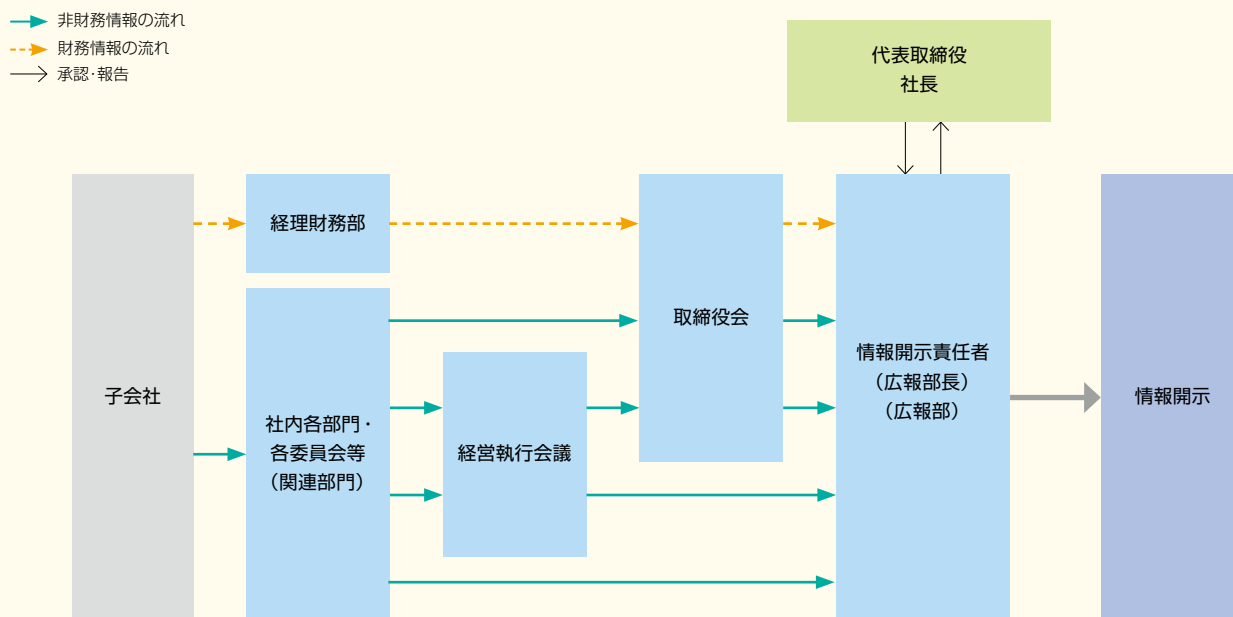 非財務情報の流れ
財務情報の流れ
承認・報告
代表取締役
社長
子会社
経理財務部
社内各部門・
各委員会等
（関連部門）
経営執行会議
取締役会
情報開示責任者
（広報部長）
（広報部）
情報開示